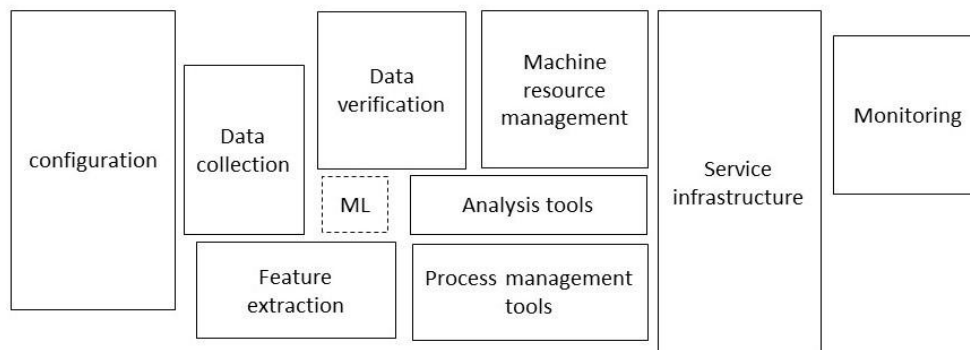 configuration
Data
collection
Data
verification
Machine
resource
management
Service
infrastructure
Monitoring
ML
Analysis tools
Feature
extraction
Process management
tools